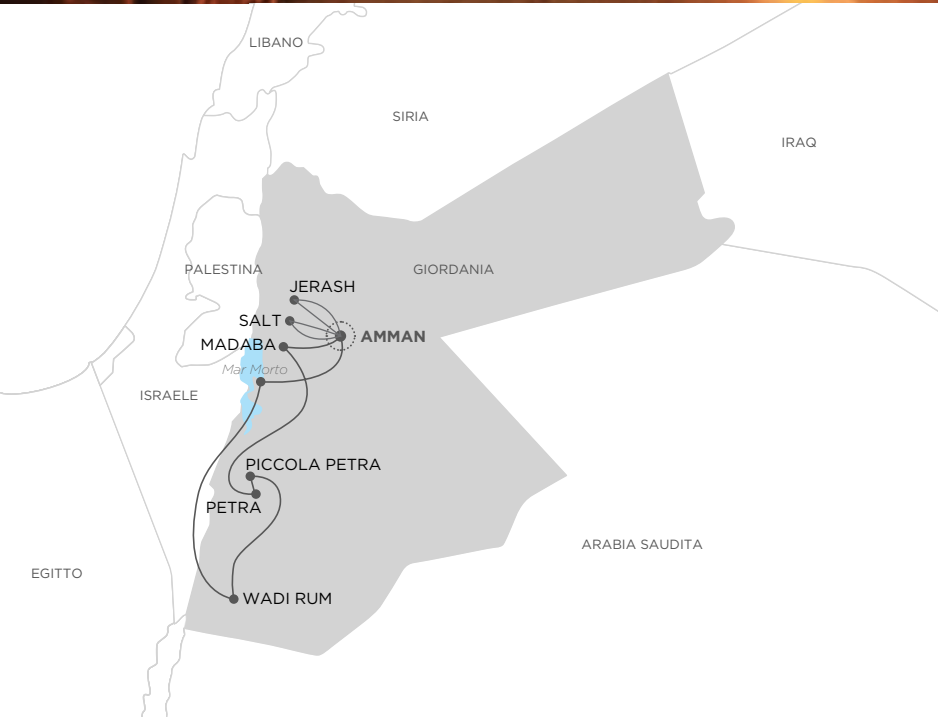 LIBANO
SIRIA
IRAQ
PALESTINA
GIORDANIA
JERASH
SALT
AMMAN
MADABA
Mar Morto
ISRAELE
PICCOLA PETRA
PETRA
ARABIA SAUDITA
EGITTO
WADI RUM